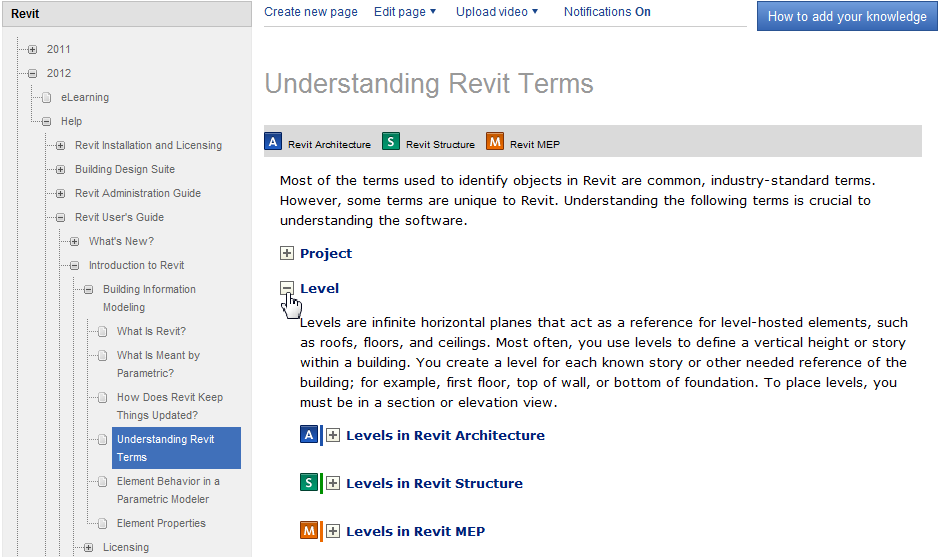 Revit
2011
2012
eLearning
Help
Revit Installation and Licensing
Building Design Suite
Revit Administration Guide
Revit User's Guide
What's New?
Introduction to Revit
Building Information
Modeling
What Is Revit?
What Is Meant by
Parametric?
How Does Revit Keep
Things Updated?
Understanding Revit
Terms
Element Behavior in a
Parametric Modeler
Element Properties
Licensing
Create new page Edit page Upload video Notifications On
How to add your knowledge
Understanding Revit Terms
A Revit Architecture S Revit Structure M Revit MEP
Most of the terms used to identify objects in Revit are common, industry-standard terms.
However, some terms are unique to Revit. Understanding the following terms is crucial to
understanding the software.
Project
Level
Levels are infinite horizontal planes that act as a reference for level-hosted elements, such
as roofs, floors, and ceilings. Most often, you use levels to define a vertical height or story
within a building. You create a level for each known story or other needed reference of the
building; for example, first floor, top of wall, or bottom of foundation. To place levels, you
must be in a section or elevation view.
A Levels in Revit Architecture
S Levels in Revit Structure
M Levels in Revit MEP